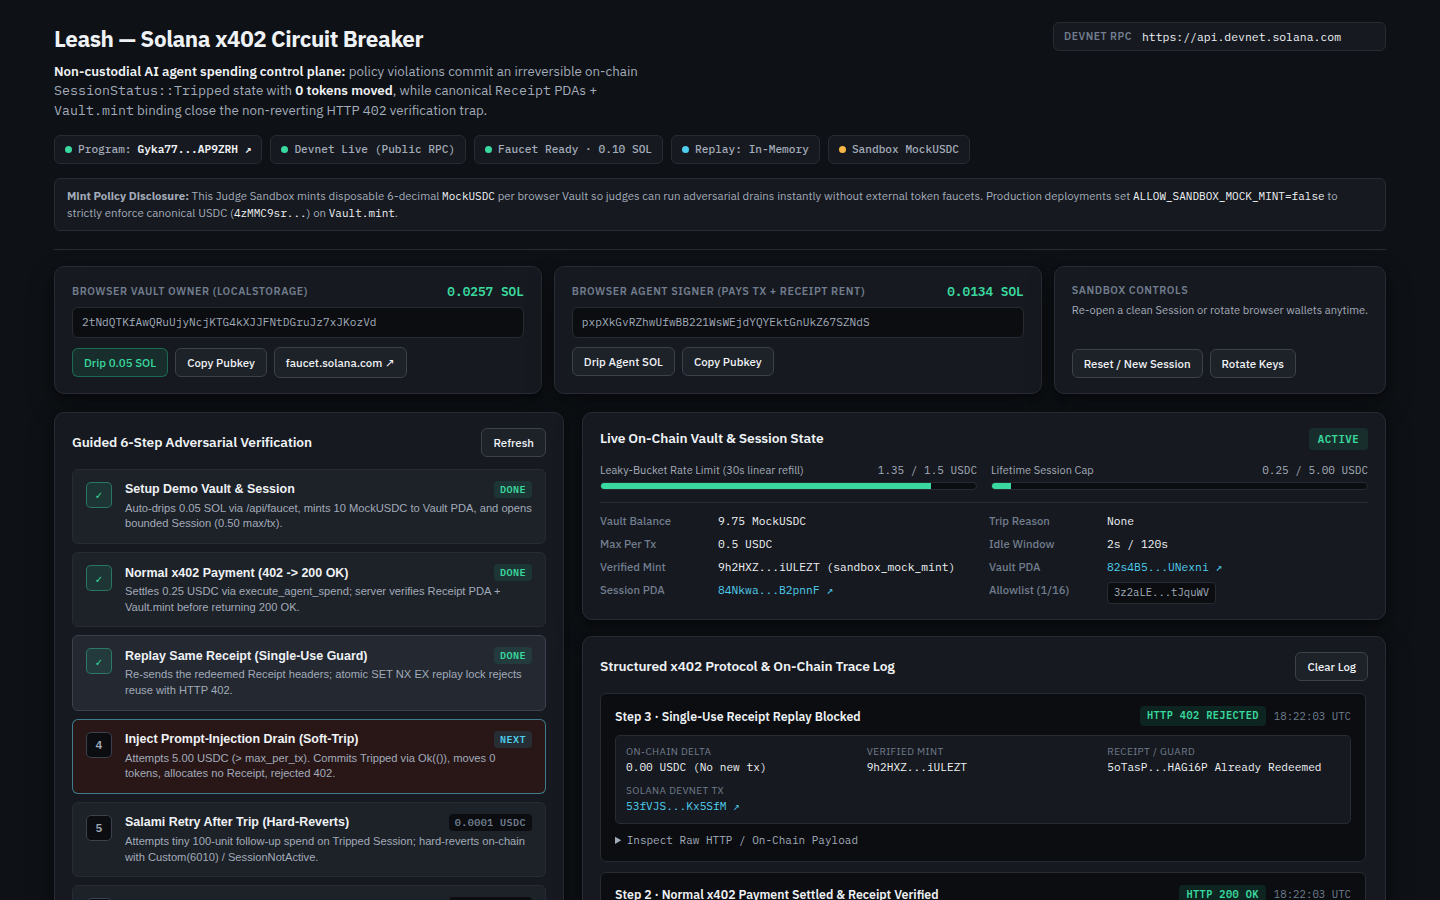 Leash — Solana x402 Circuit Breaker
DEVNET RPC https://api.devnet.solana.com
Non-custodial AI agent spending control plane: policy violations commit an irreversible on-chain
SessionStatus::Tripped state with 0 tokens moved, while canonical Receipt PDAs +
Vault.mint binding close the non-reverting HTTP 402 verification trap.
Program: Gyka77...AP9ZRH ↗
Devnet Live (Public RPC)
Faucet Ready · 0.10 SOL
Replay: In-Memory
Sandbox MockUSDC
Mint Policy Disclosure: This Judge Sandbox mints disposable 6-decimal MockUSDC per browser Vault so judges can run adversarial drains instantly without external token faucets. Production deployments set ALLOW_SANDBOX_MOCK_MINT=false to
strictly enforce canonical USDC (4zMMC9sr...) on Vault.mint.
BROWSER VAULT OWNER (LOCALSTORAGE) 0.0257 SOL
2tNdQTKfAwQRuUjyNcjKTG4kXJJFNtDGruJz7xJKozVd
Drip 0.05 SOL
Copy Pubkey
faucet.solana.com ↗
BROWSER AGENT SIGNER (PAYS TX + RECEIPT RENT) 0.0134 SOL
pxpXkGvRZhwUfwBB221WsWEjdYQYEktGnUkZ67SZNdS
Drip Agent SOL
Copy Pubkey
SANDBOX CONTROLS
Re-open a clean Session or rotate browser wallets anytime.
Reset / New Session
Rotate Keys
Guided 6-Step Adversarial Verification
Refresh
✓ Setup Demo Vault & Session DONE
Auto-drips 0.05 SOL via /api/faucet, mints 10 MockUSDC to Vault PDA, and opens
bounded Session (0.50 max/tx).
✓ Normal x402 Payment (402 -> 200 OK) DONE
Settles 0.25 USDC via execute_agent_spend; server verifies Receipt PDA +
Vault.mint before returning 200 OK.
✓ Replay Same Receipt (Single-Use Guard) DONE
Re-sends the redeemed Receipt headers; atomic SET NX EX replay lock rejects
reuse with HTTP 402.
4 Inject Prompt-Injection Drain (Soft-Trip) NEXT
Attempts 5.00 USDC (> max_per_tx). Commits Tripped via Ok(()), moves 0
tokens, allocates no Receipt, rejected 402.
5 Salami Retry After Trip (Hard-Reverts) 0.0001 USDC
Attempts tiny 100-unit follow-up spend on Tripped Session; hard-reverts on-chain
with Custom(6010) / SessionNotActive.
Live On-Chain Vault & Session State ACTIVE
Leaky-Bucket Rate Limit (30s linear refill) 1.35 / 1.5 USDC
Lifetime Session Cap 0.25 / 5.00 USDC
Vault Balance 9.75 MockUSDC
Trip Reason None
Max Per Tx 0.5 USDC
Idle Window 2s / 120s
Verified Mint 9h2HXZ...iULEZT (sandbox_mock_mint)
Vault PDA 82s4B5...UNexni ↗
Session PDA 84Nkwa...B2pnnF ↗
Allowlist (1/16) 3z2aLE...tJquWV
Structured x402 Protocol & On-Chain Trace Log
Clear Log
Step 3 · Single-Use Receipt Replay Blocked HTTP 402 REJECTED 18:22:03 UTC
ON-CHAIN DELTA
0.00 USDC (No new tx)
VERIFIED MINT
9h2HXZ...iULEZT
RECEIPT / GUARD
5oTasP...HAGi6P Already Redeemed
SOLANA DEVNET TX
53fVJS...Kx5SfM ↗
▶ Inspect Raw HTTP / On-Chain Payload
Step 2 · Normal x402 Payment Settled & Receipt Verified HTTP 200 OK 18:22:03 UTC